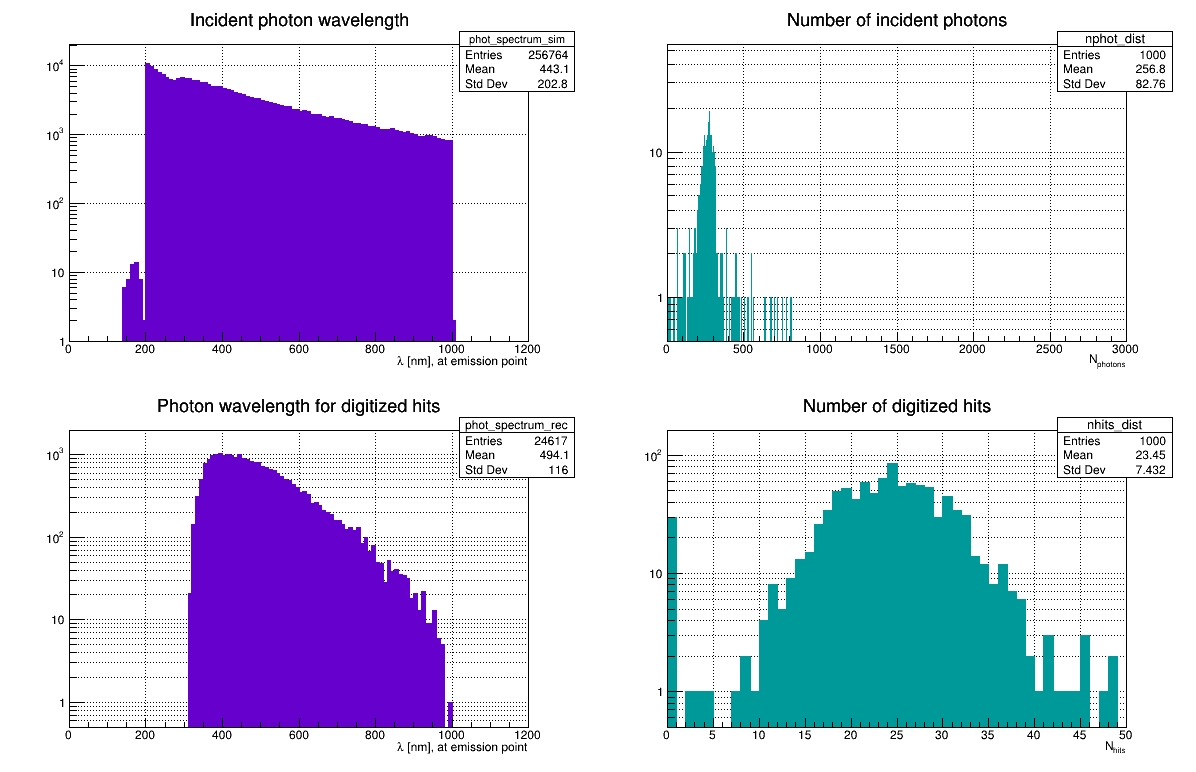 Incident photon wavelength
phot_spectrum_sim
Entries 256764
Mean 443.1
Std Dev 202.8
10^4
10^3
10^2
10
1
0 200 400 600 800 1000 1200
λ [nm], at emission point
Number of incident photons
nphot_dist
Entries 1000
Mean 256.8
Std Dev 82.76
10
1
0 500 1000 1500 2000 2500 3000
N_photons
Photon wavelength for digitized hits
phot_spectrum_rec
Entries 24617
Mean 494.1
Std Dev 116
10^3
10^2
10
1
0 200 400 600 800 1000 1200
λ [nm], at emission point
Number of digitized hits
nhits_dist
Entries 1000
Mean 23.45
Std Dev 7.432
10^2
10
1
0 5 10 15 20 25 30 35 40 45 50
N_hits